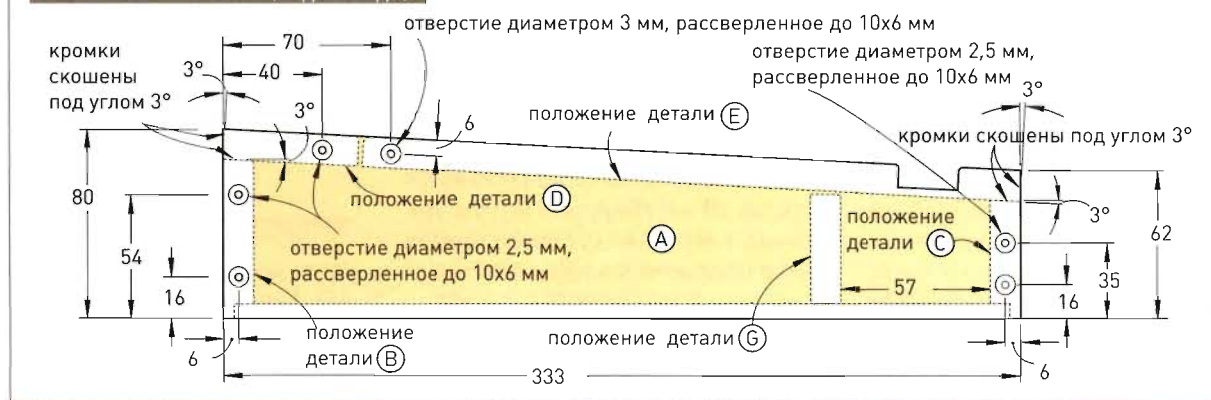 отверстие диаметром 3 мм, рассверленное до 10х6 мм
отверстие диаметром 2,5 мм,
рассверленное до 10х6 мм
кромки
скошены
под углом 3°
70
40
3°
3°
6
3°
положение детали E
кромки скошены под углом 3°
80
54
16
положение детали D
A
отверстие диаметром 2,5 мм,
рассверленное до 10х6 мм
положение
детали C
57
3°
62
35
16
положение
детали B
положение детали G
6
6
333